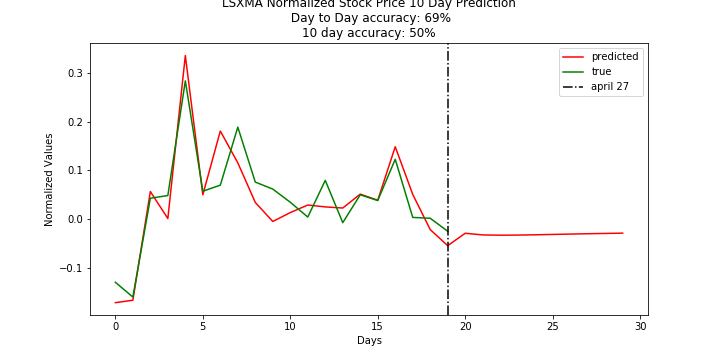 LSXMA Normalized Stock Price 10 Day Prediction
Day to Day accuracy: 69%
10 day accuracy: 50%
predicted
true
april 27
Normalized Values
0.3
0.2
0.1
0.0
−0.1
0 5 10 15 20 25 30
Days